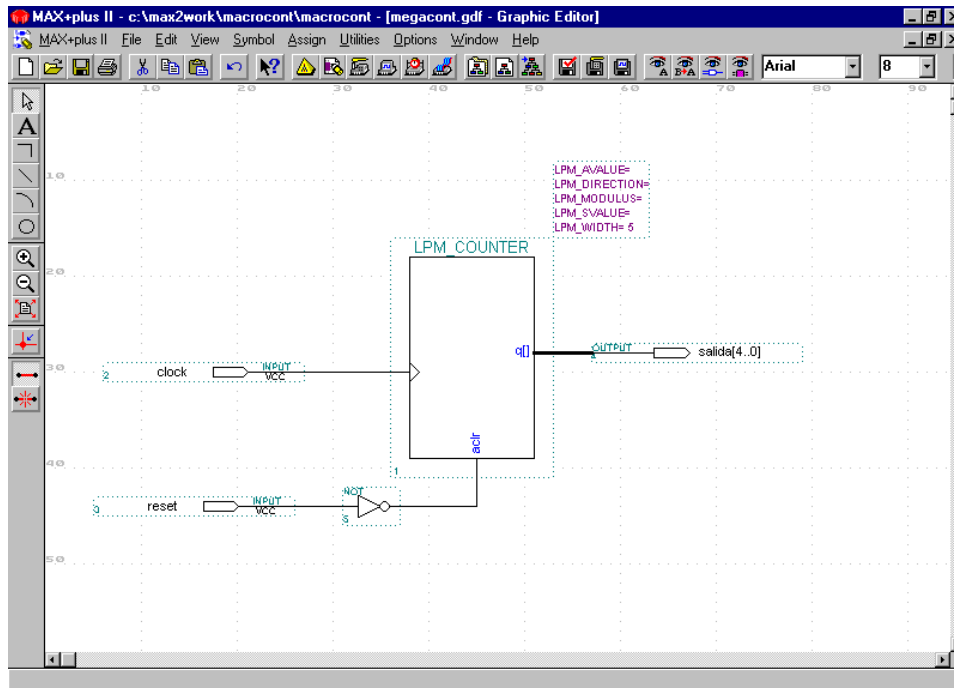 MAX+plus II - c:\max2work\macrocont\macrocont - [megacont.gdf - Graphic Editor]
MAX+plus II File Edit View Symbol Assign Utilities Options Window Help
Arial 8
10 20 30 40 50 60 70 80 90
LPM_AVALUE=
10
LPM_DIRECTION=
LPM_MODULUS=
LPM_SVALUE=
LPM_WIDTH= 5
LPM_COUNTER
20
q[]
OUTPUT
salida[4..0]
30
clock
INPUT
VCC
2
aclr
40
1
NOT
reset
INPUT
VCC
50